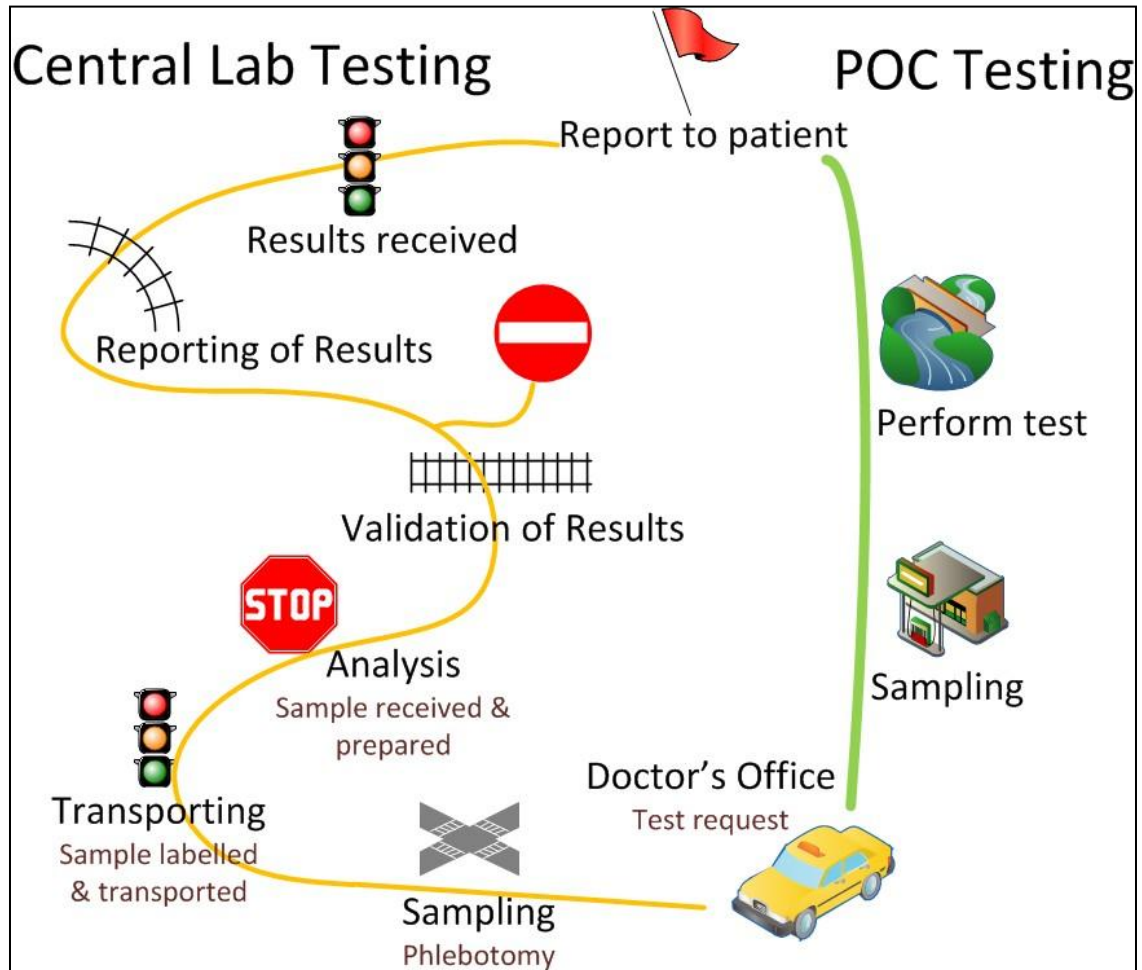 Central Lab Testing
POC Testing
Report to patient
Results received
Reporting of Results
Perform test
Validation of Results
STOP
Analysis
Sample received &
prepared
Sampling
Transporting
Sample labelled
& transported
Doctor's Office
Test request
Sampling
Phlebotomy